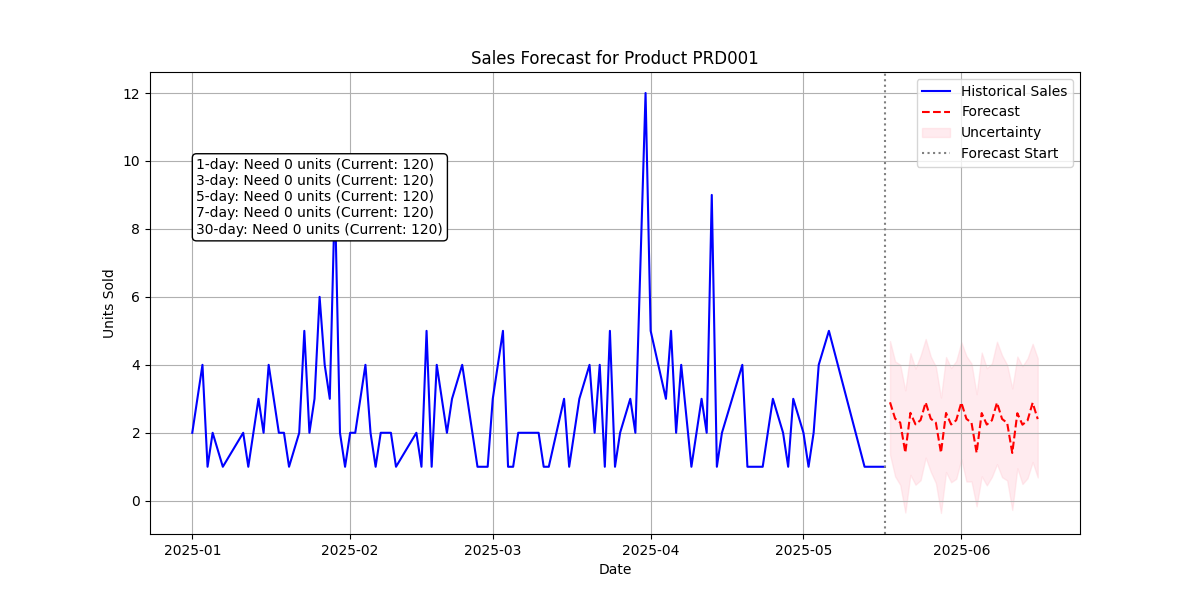 Sales Forecast for Product PRD001
Historical Sales
Forecast
Uncertainty
Forecast Start
1-day: Need 0 units (Current: 120)
3-day: Need 0 units (Current: 120)
5-day: Need 0 units (Current: 120)
7-day: Need 0 units (Current: 120)
30-day: Need 0 units (Current: 120)
Units Sold
12
10
8
6
4
2
0
2025-01
2025-02
2025-03
2025-04
2025-05
2025-06
Date